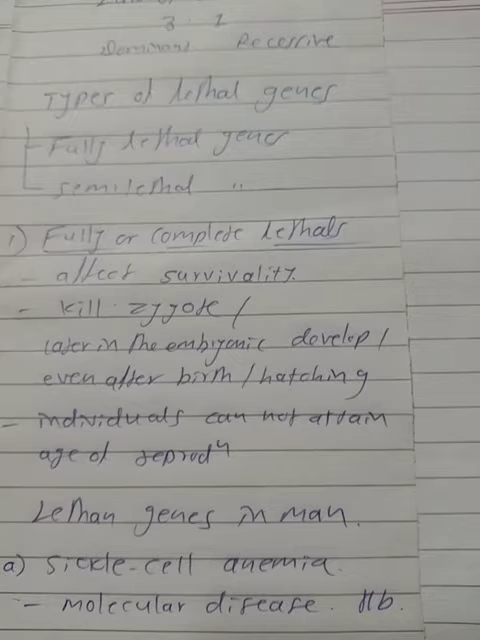 3 : 1
Dominant Recessive
Types of lethal genes
Fully lethal genes
semilethal "
1) Fully or complete lethals
- affect survivality.
- kill zygote /
later in the embryonic develop /
even after birth / hatching
- individuals can not attain
age of reprodⁿ
Lethan genes in man.
a) Sickle-cell anemia.
- molecular disease. Hb.